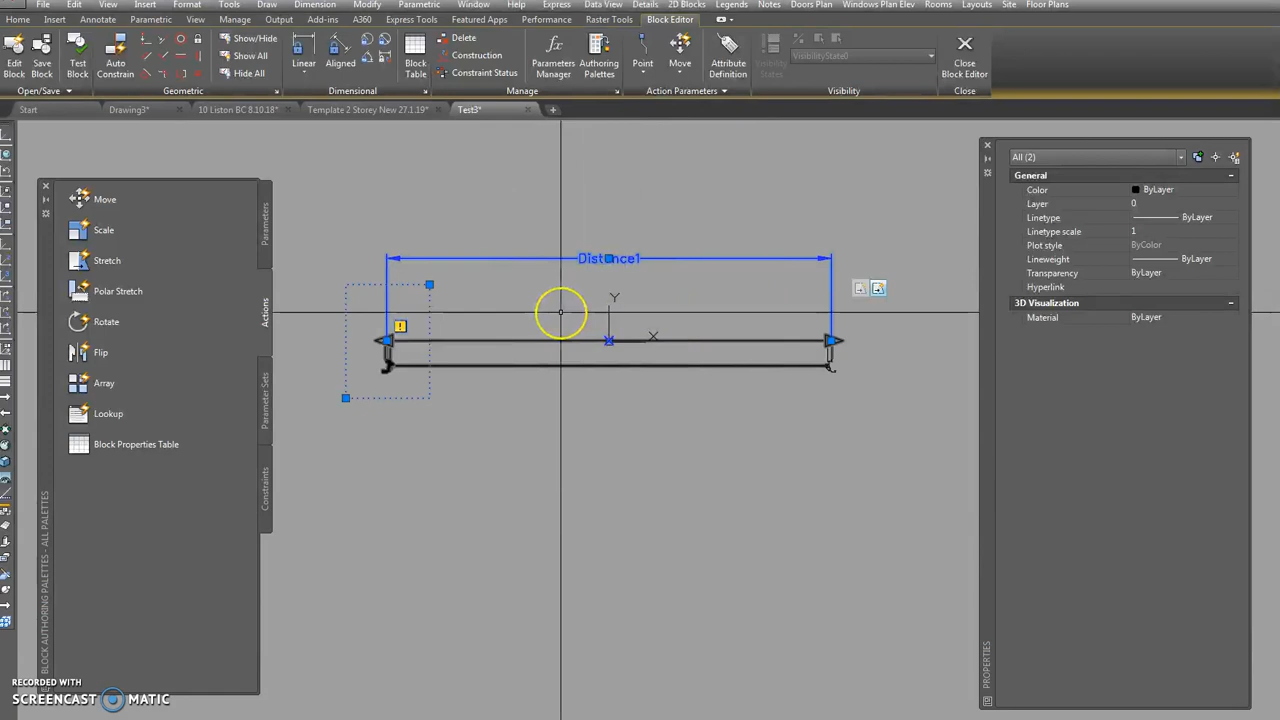 File Edit View Insert Format Tools Draw Dimension Modify Parametric Window Express Data View Details 2D Blocks Legends Doors Plan Windows Plan Elev Rooms Layouts Site Floor Plans
Home Insert Annotate Parametric View Manage Output Add-ins A360 Express Tools Featured Apps Performance Raster Tools Block Editor
Edit Block
Save Block
Test Block
Auto Constrain
Show/Hide
Show All
Hide All
Linear
Aligned
Block Table
Delete
Construction
Constraint Status
Parameters Manager
Authoring Palettes
Point
Move
Attribute Definition
Visibility States
VisibilityState0
Close Block Editor
Open/Save
Geometric
Dimensional
Manage
Action Parameters
Visibility
Close
Start
Drawing3*
10 Liston BC 8.10.18*
Template 2 Storey New 27.1.19*
Test3*
Move
Scale
Stretch
Polar Stretch
Rotate
Flip
Array
Lookup
Block Properties Table
Parameters
Actions
Parameter Sets
Constraints
BLOCK AUTHORING PALETTES - ALL PALETTES
Distance1
Y
X
All (2)
General
Color ByLayer
Layer 0
Linetype ByLayer
Linetype scale 1
Plot style ByColor
Lineweight ByLayer
Transparency ByLayer
Hyperlink
3D Visualization
Material ByLayer
PROPERTIES
RECORDED WITH
SCREENCAST MATIC